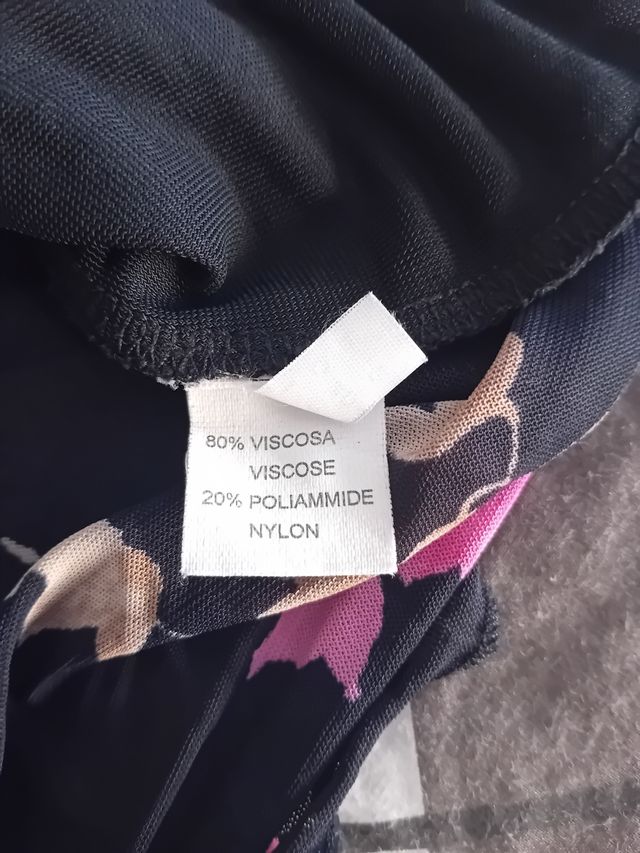 80% VISCOSA
VISCOSE
20% POLIAMMIDE
NYLON